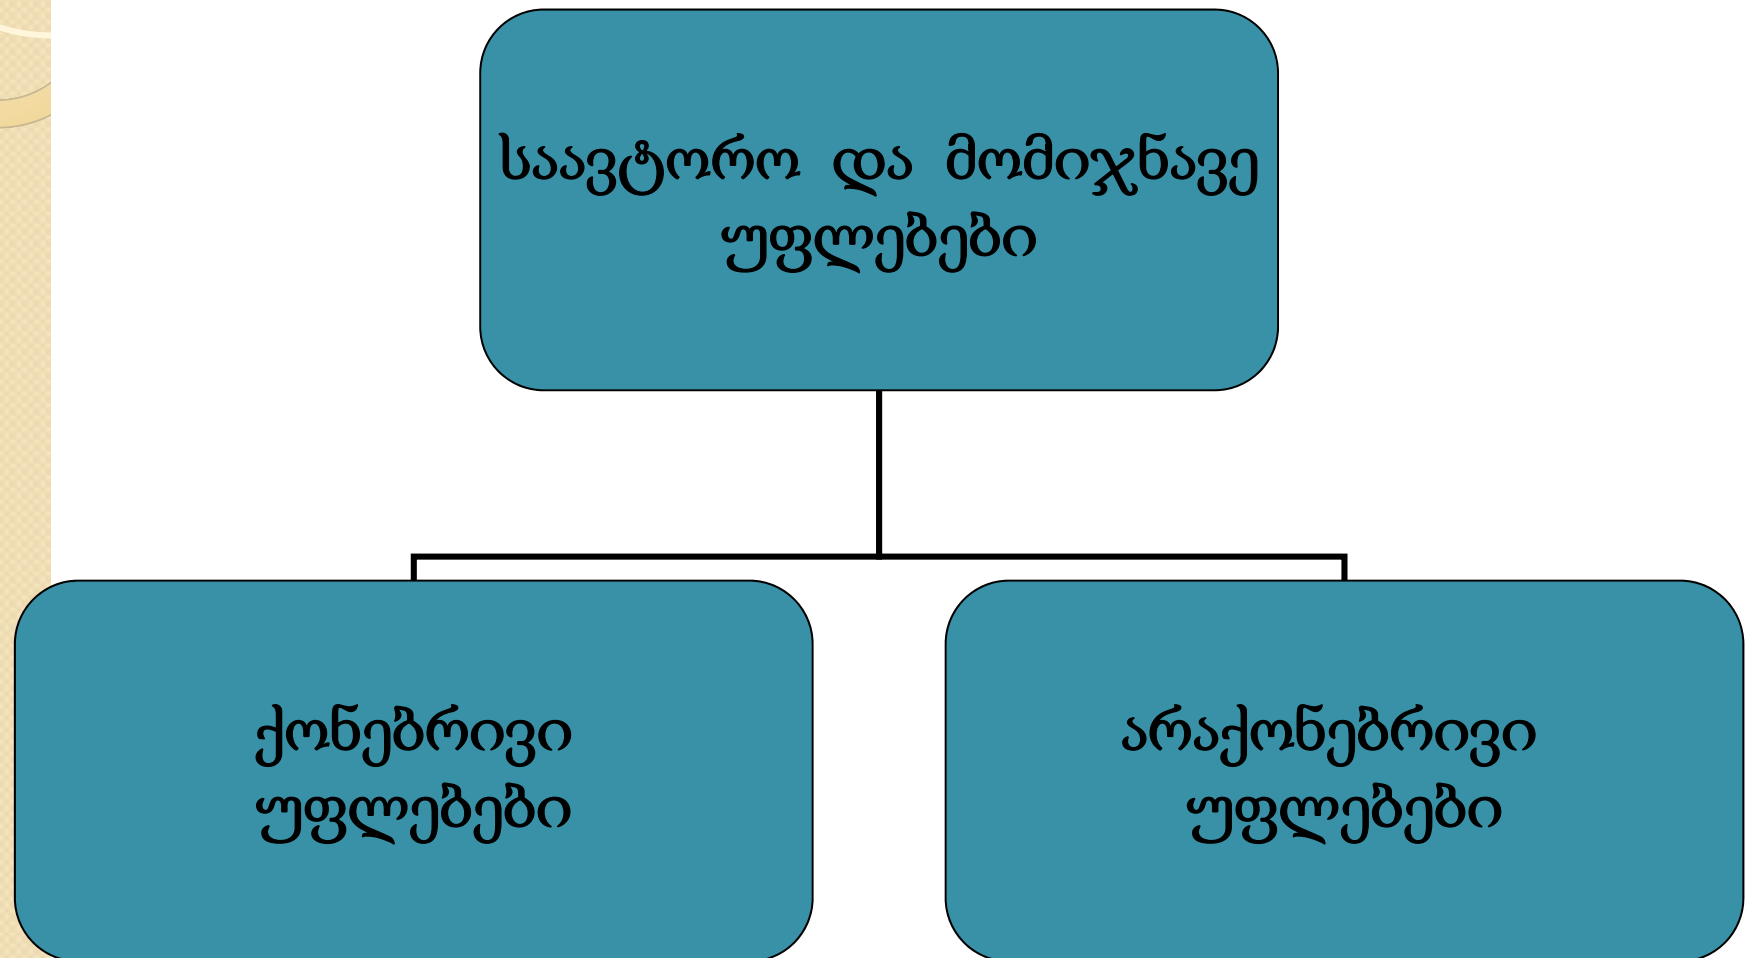 საავტორო და მომიჯნავე
უფლებები
ქონებრივი
უფლებები
არაქონებრივი
უფლებები